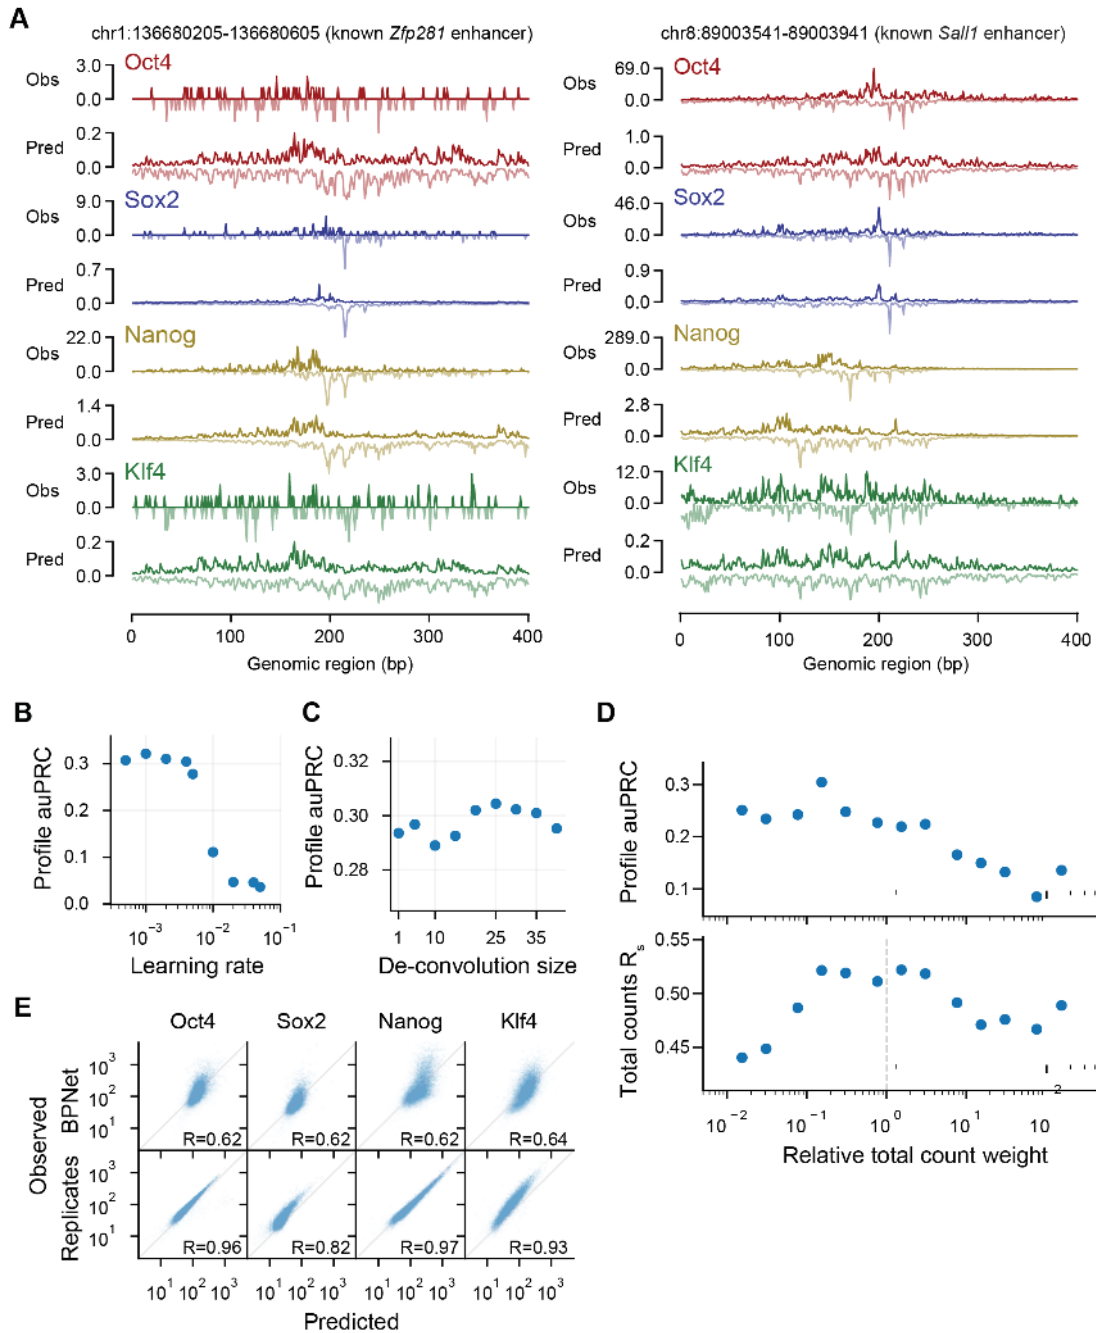 A
chr1:136680205-136680605 (known Zfp281 enhancer)
Oct4
Obs
3.0
0.0
Pred
0.2
0.0
Sox2
Obs
9.0
0.0
Pred
0.7
0.0
Nanog
Obs
22.0
0.0
Pred
1.4
0.0
Klf4
Obs
3.0
0.0
Pred
0.2
0.0
0 100 200 300 400
Genomic region (bp)
chr8:89003541-89003941 (known Sall1 enhancer)
Oct4
Obs
69.0
0.0
Pred
1.0
0.0
Sox2
Obs
46.0
0.0
Pred
0.9
0.0
Nanog
Obs
289.0
0.0
Pred
2.8
0.0
Klf4
Obs
12.0
0.0
Pred
0.2
0.0
0 100 200 300 400
Genomic region (bp)
B
Profile auPRC
0.3
0.2
0.1
0.0
10⁻³ 10⁻² 10⁻¹
Learning rate
C
Profile auPRC
0.32
0.30
0.28
1 10 25 35
De-convolution size
D
Profile auPRC
0.3
0.2
0.1
Total counts Rₛ
0.55
0.50
0.45
10⁻² 10⁻¹ 10⁰ 10¹ 10
2
Relative total count weight
E
Oct4 Sox2 Nanog Klf4
Observed
BPNet
10³
10²
10¹
R=0.62 R=0.62 R=0.62 R=0.64
Replicates
10³
10²
10¹
R=0.96 R=0.82 R=0.97 R=0.93
10¹ 10² 10³ 10¹ 10² 10³ 10¹ 10² 10³ 10¹ 10² 10³
Predicted